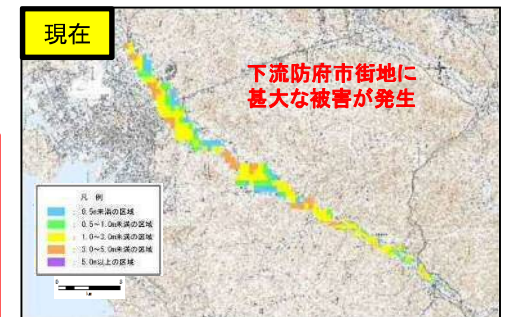 現在
下流防府市街地に
甚大な被害が発生
凡 例
: 0.5m未満の区域
: 0.5~1.0m未満の区域
: 1.0~2.0m未満の区域
: 3.0~5.0m未満の区域
: 5.0m以上の区域